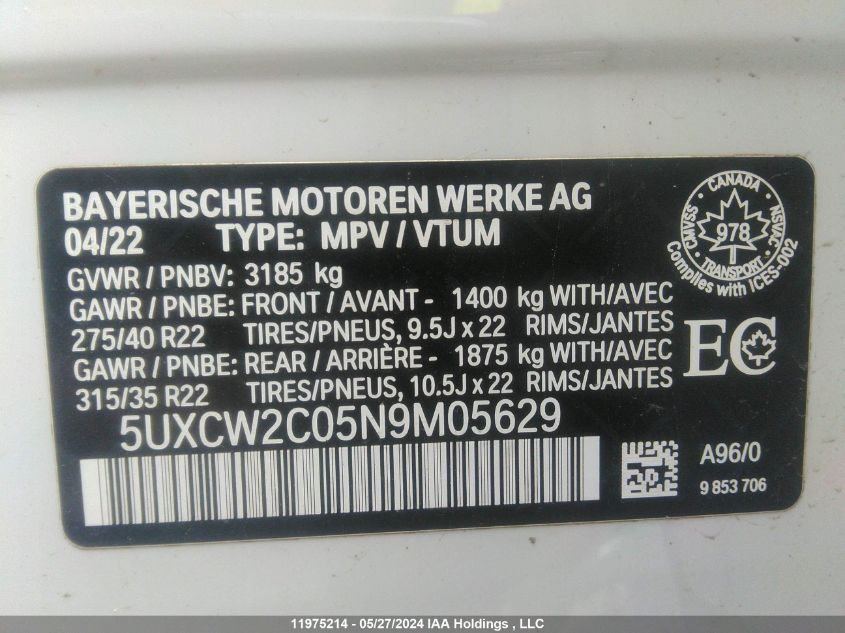 BAYERISCHE MOTOREN WERKE AG
04/22 TYPE: MPV / VTUM
GVWR / PNBV: 3185 kg
GAWR / PNBE: FRONT / AVANT - 1400 kg WITH/AVEC
275/40 R22 TIRES/PNEUS, 9.5J x 22 RIMS/JANTES
GAWR / PNBE: REAR / ARRIÈRE - 1875 kg WITH/AVEC
315/35 R22 TIRES/PNEUS, 10.5J x 22 RIMS/JANTES
5UXCW2C05N9M05629
CANADA
CMVSS 978 NSVAC
TRANSPORT
Complies with ICES-002
EC
A96/0
9 853 706
11975214 - 05/27/2024 IAA Holdings , LLC